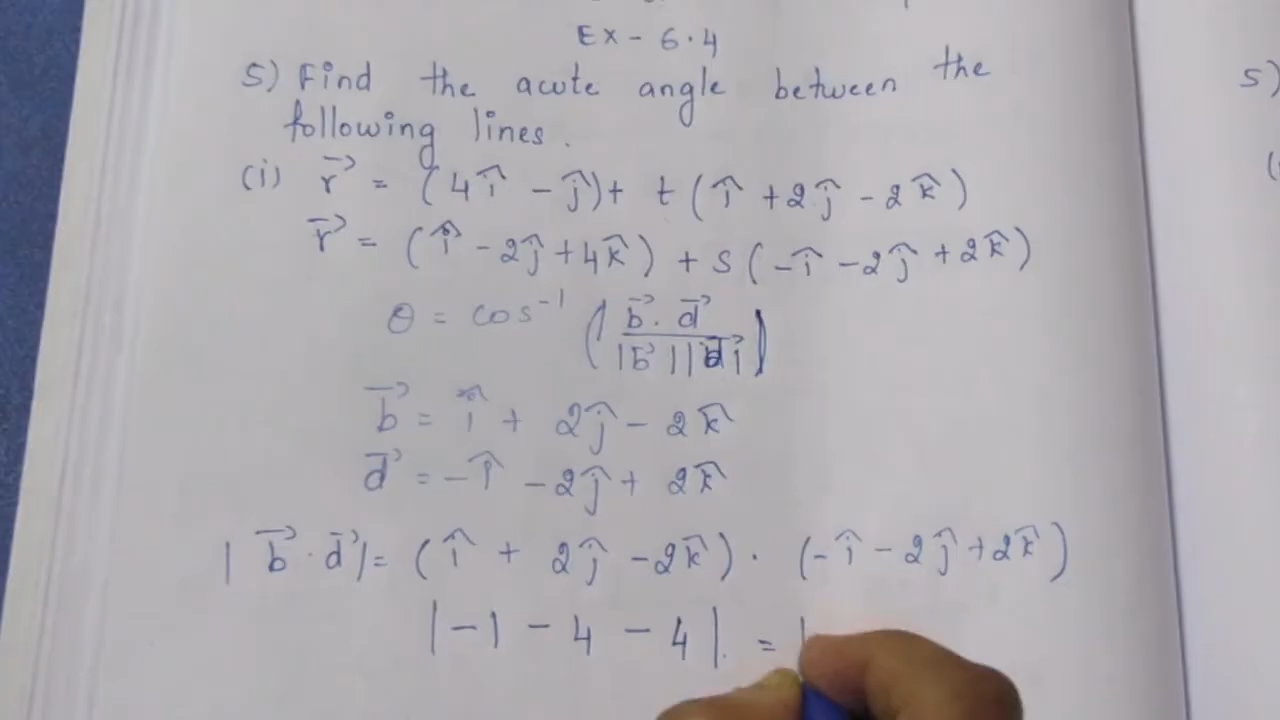 Ex - 6.4
5) Find the acute angle between the
following lines.
(i) r⃗ = (4î - ĵ) + t (î + 2ĵ - 2k̂)
r⃗ = (î - 2ĵ + 4k̂) + s (-î - 2ĵ + 2k̂)
θ = cos⁻¹ (b⃗ . d⃗ / |b⃗| |d⃗|)
b⃗ = î + 2ĵ - 2k̂
d⃗ = -î - 2ĵ + 2k̂
|b⃗ . d⃗| = (î + 2ĵ - 2k̂) . (-î - 2ĵ + 2k̂)
|-1 - 4 - 4|. = |
5)
(